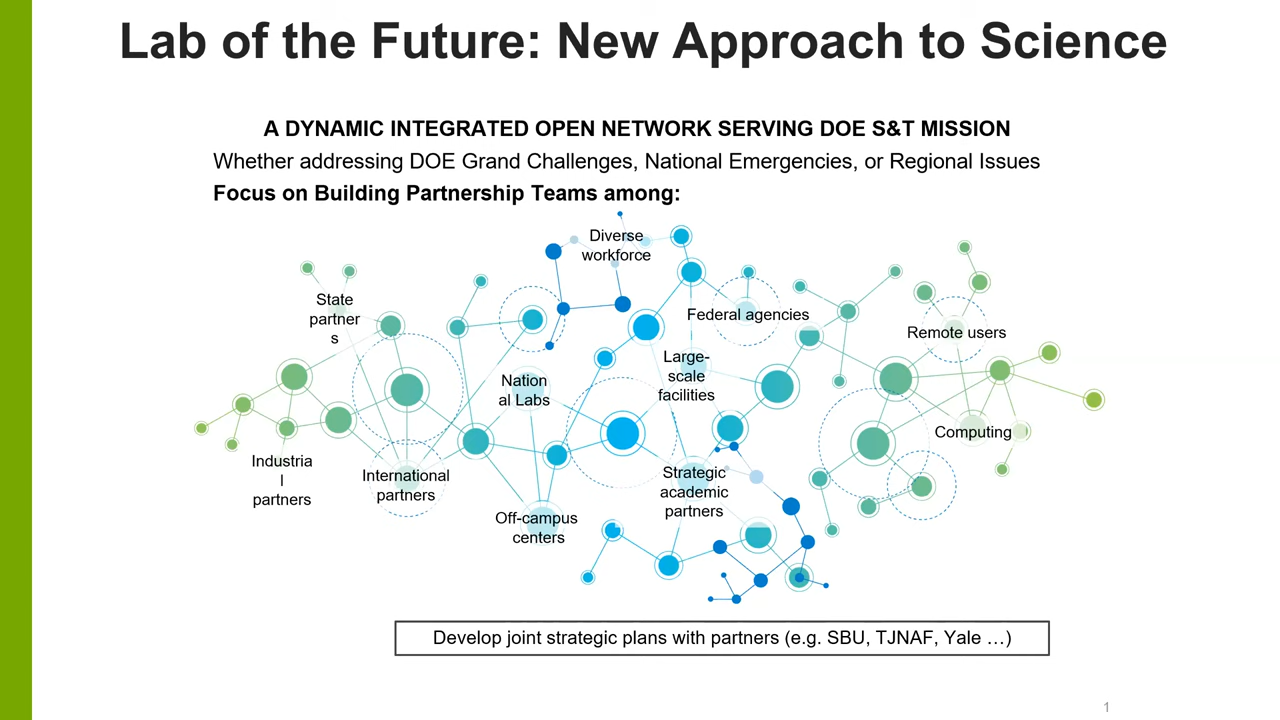 Lab of the Future: New Approach to Science
A DYNAMIC INTEGRATED OPEN NETWORK SERVING DOE S&T MISSION
Whether addressing DOE Grand Challenges, National Emergencies, or Regional Issues
Focus on Building Partnership Teams among:
Diverse
workforce
State
partner
s
Federal agencies
Remote users
Large-
scale
facilities
Nation
al Labs
Computing
Industria
l
partners
International
partners
Strategic
academic
partners
Off-campus
centers
Develop joint strategic plans with partners (e.g. SBU, TJNAF, Yale …)
1